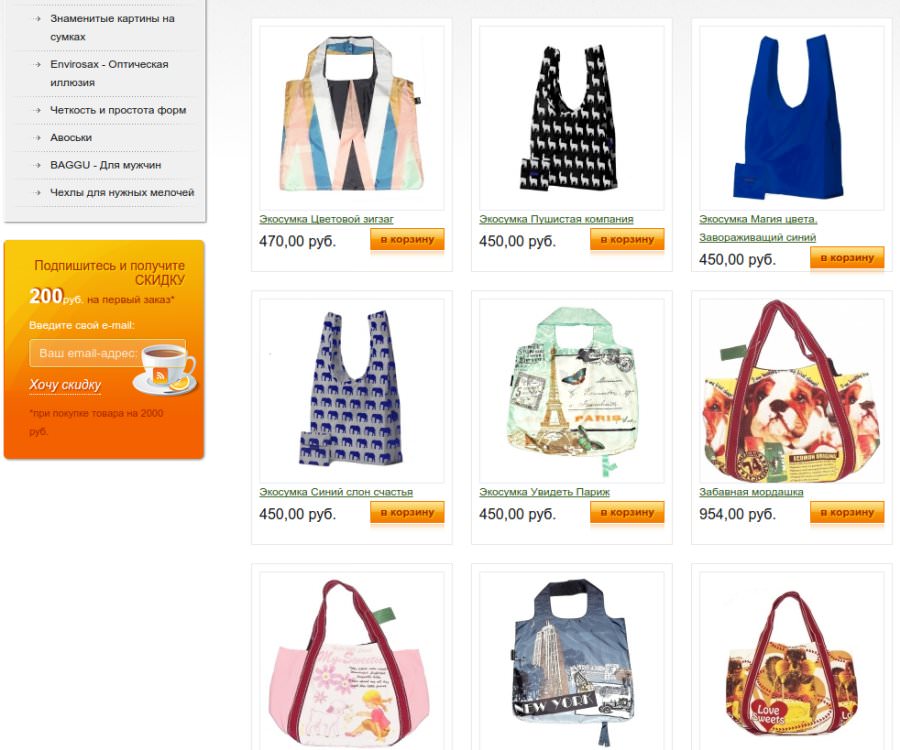 Знаменитые картины на
сумках
Envirosax - Оптическая
иллюзия
Четкость и простота форм
Авоськи
BAGGU - Для мужчин
Чехлы для нужных мелочей
Подпишитесь и получите
СКИДКУ
200руб. на первый заказ*
Введите свой e-mail:
Ваш email-адрес:
Хочу скидку
*при покупке товара на 2000
руб.
Экосумка Цветовой зигзаг
470,00 руб.
в корзину
Экосумка Пушистая компания
450,00 руб.
в корзину
Экосумка Магия цвета.
Завораживащий синий
450,00 руб.
в корзину
Экосумка Синий слон счастья
450,00 руб.
в корзину
PARIS
Экосумка Увидеть Париж
450,00 руб.
в корзину
Забавная мордашка
954,00 руб.
в корзину
NEW YORK
Love
Sweets